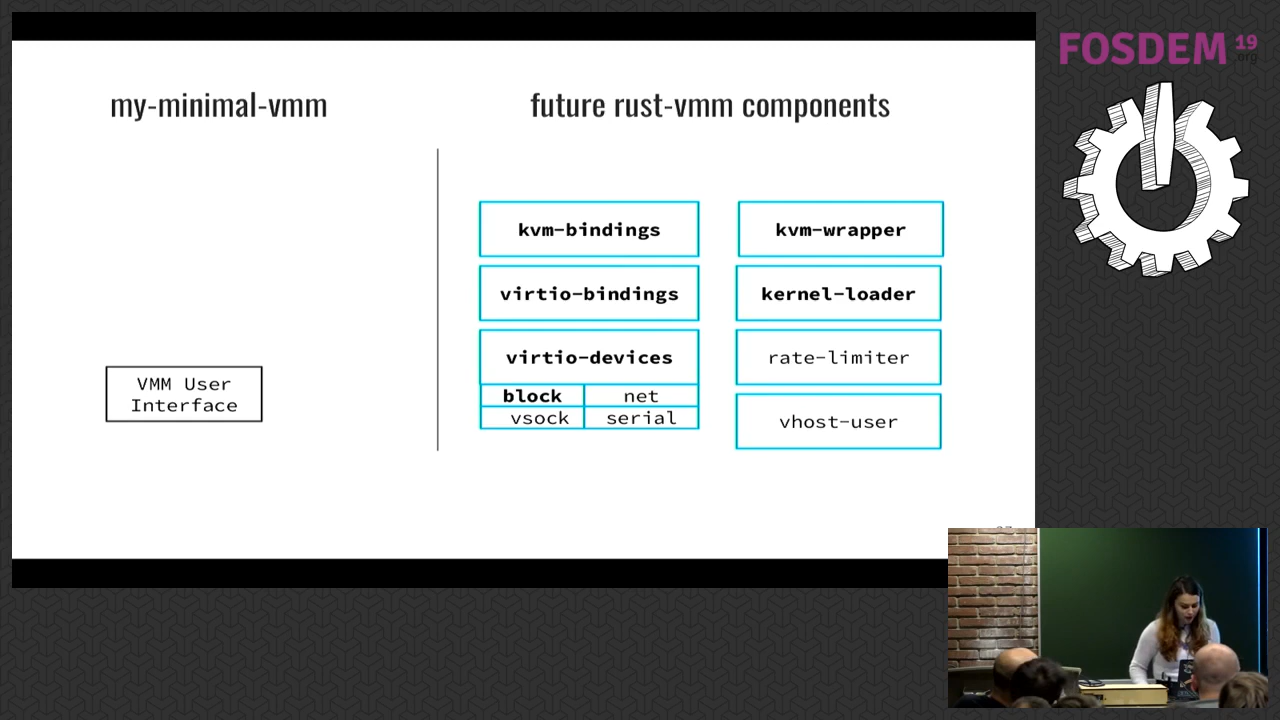 my-minimal-vmm
VMM User
Interface
future rust-vmm components
kvm-bindings
kvm-wrapper
virtio-bindings
kernel-loader
virtio-devices
rate-limiter
block
net
vsock
serial
vhost-user
FOSDEM 19
.org